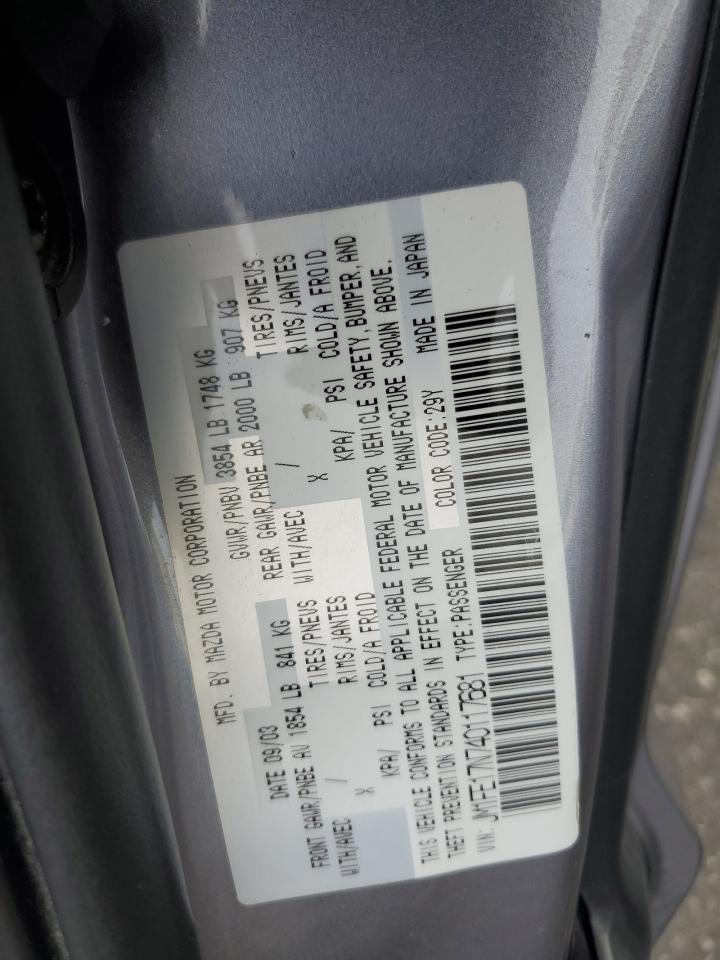 MFD. BY MAZDA MOTOR CORPORATION
DATE 09/03 GVWR/PNBV 3854 LB 1748 KG
FRONT GAWR/PNBE AV 1854 LB 841 KG REAR GAWR/PNBE AR 2000 LB 907 KG
WITH/AVEC / TIRES/PNEUS WITH/AVEC / TIRES/PNEUS
X RIMS/JANTES X RIMS/JANTES
KPA/ PSI COLD/A FROID KPA/ PSI COLD/A FROID
THIS VEHICLE CONFORMS TO ALL APPLICABLE FEDERAL MOTOR VEHICLE SAFETY, BUMPER, AND
THEFT PREVENTION STANDARDS IN EFFECT ON THE DATE OF MANUFACTURE SHOWN ABOVE.
VIN: JM1FE17N740117681 TYPE:PASSENGER COLOR CODE:29Y MADE IN JAPAN